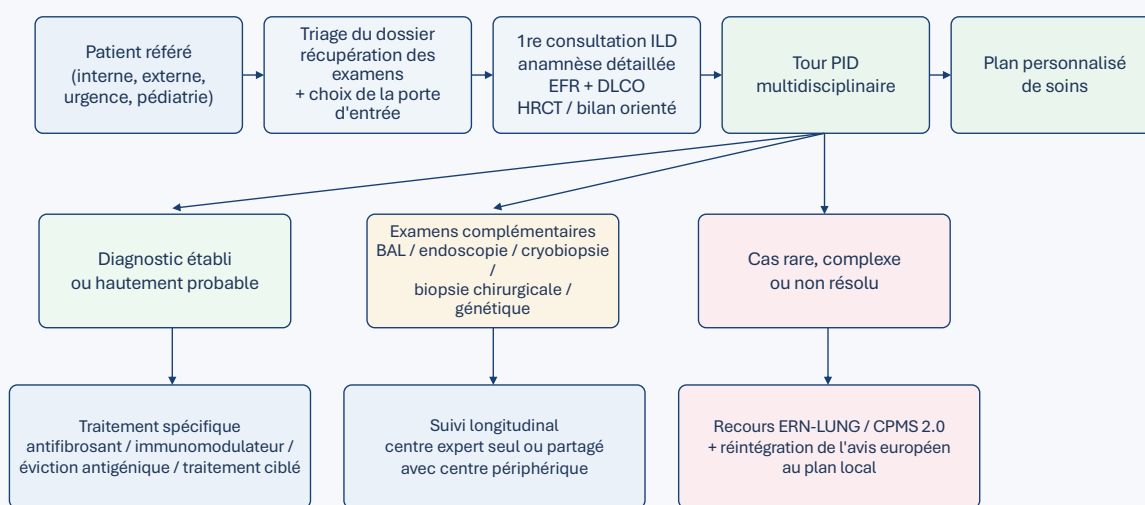 Patient référé
(interne, externe,
urgence, pédiatrie)
Triage du dossier
récupération des
examens
+ choix de la porte
d'entrée
1re consultation ILD
anamnèse détaillée
EFR + DLCO
HRCT / bilan orienté
Tour PID
multidisciplinaire
Plan personnalisé
de soins
Diagnostic établi
ou hautement probable
Examens complémentaires
BAL / endoscopie / cryobiopsie
/
biopsie chirurgicale /
génétique
Cas rare, complexe
ou non résolu
Traitement spécifique
antifibrosant / immunomodulateur /
éviction antigénique / traitement ciblé
Suivi longitudinal
centre expert seul ou partagé
avec centre périphérique
Recours ERN-LUNG / CPMS 2.0
+ réintégration de l'avis européen
au plan local